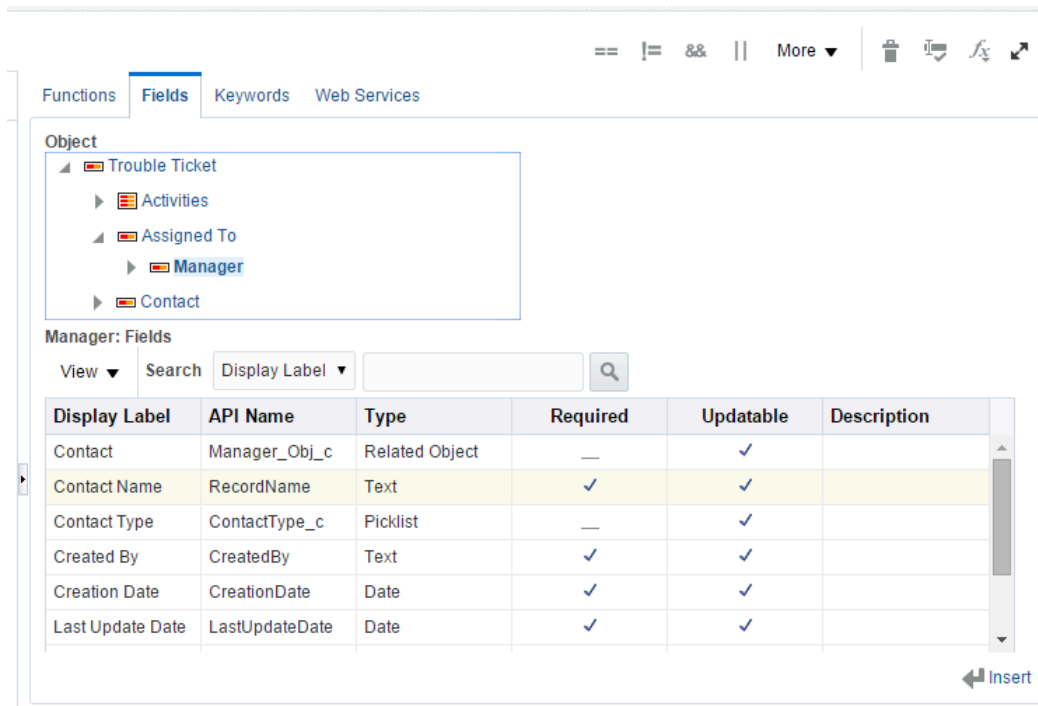 == != && || More
Functions Fields Keywords Web Services
Object
Trouble Ticket
Activities
Assigned To
Manager
Contact
Manager: Fields
View Search Display Label
Display Label API Name Type Required Updatable Description
Contact Manager_Obj_c Related Object
Contact Name RecordName Text
Contact Type ContactType_c Picklist
Created By CreatedBy Text
Creation Date CreationDate Date
Last Update Date LastUpdateDate Date
Insert